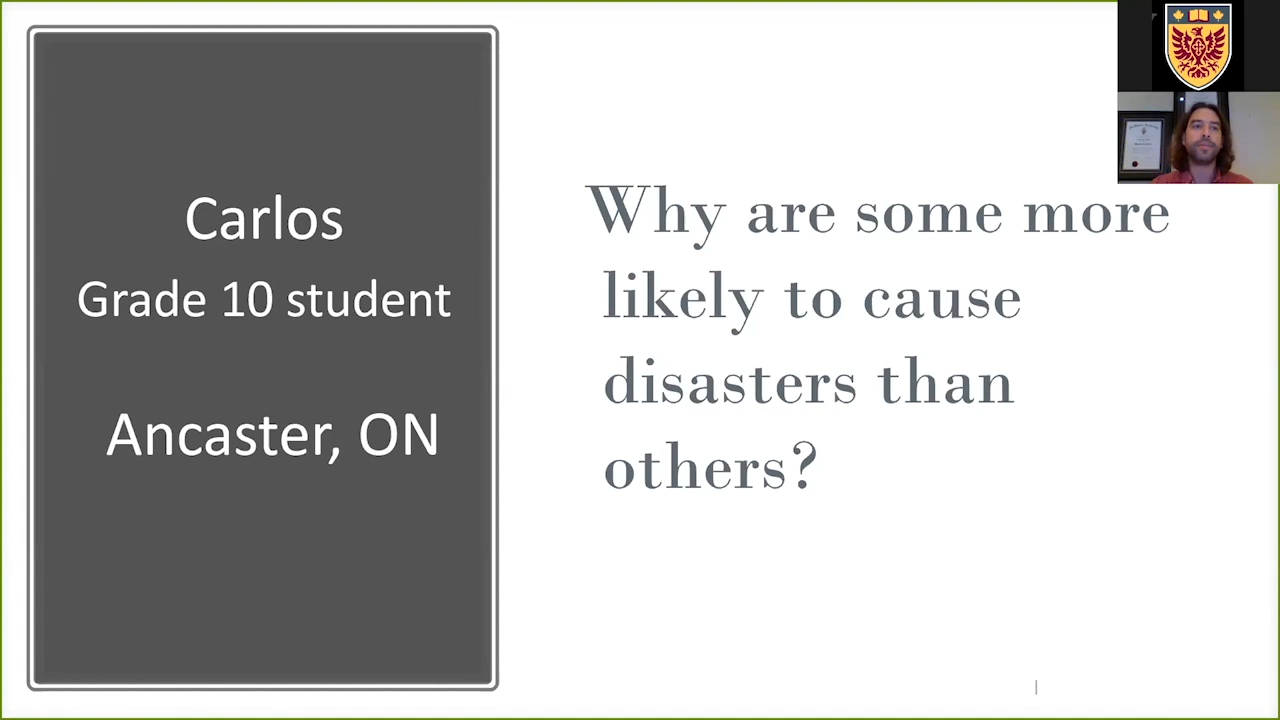 Carlos
Grade 10 student
Ancaster, ON
Why are some more
likely to cause
disasters than
others?